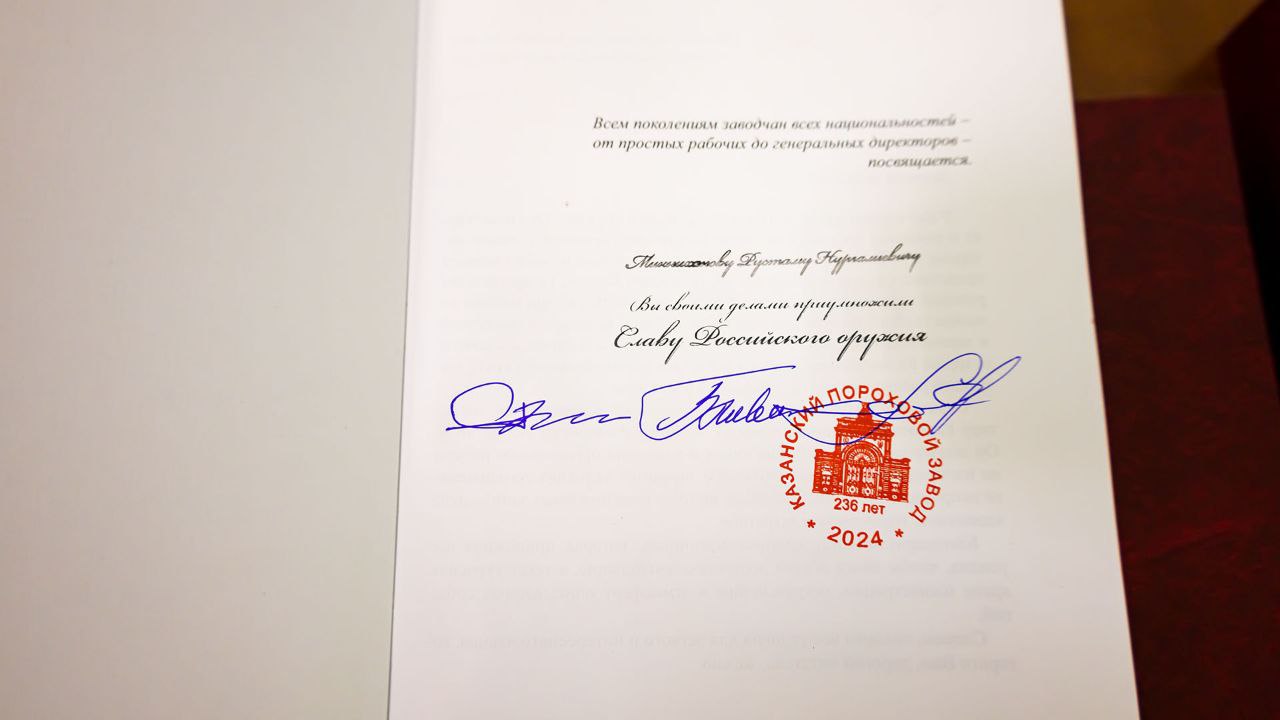 Всем поколениям заводчан всех национальностей –
от простых рабочих до генеральных директоров –
посвящается.
Минниханову Рустаму Нургалиевичу
Вы своими делами приумножили
Славу Российского оружия
КАЗАНСКИЙ ПОРОХОВОЙ ЗАВОД
236 лет
* 2024 *